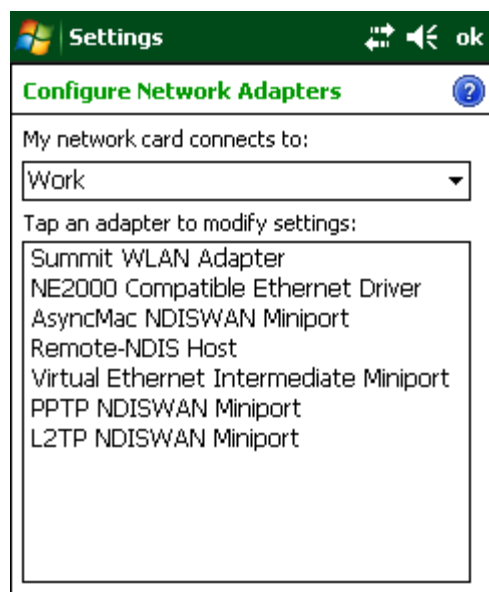 Settings
ok
Configure Network Adapters
?
My network card connects to:
Work
Tap an adapter to modify settings:
Summit WLAN Adapter
NE2000 Compatible Ethernet Driver
AsyncMac NDISWAN Miniport
Remote-NDIS Host
Virtual Ethernet Intermediate Miniport
PPTP NDISWAN Miniport
L2TP NDISWAN Miniport